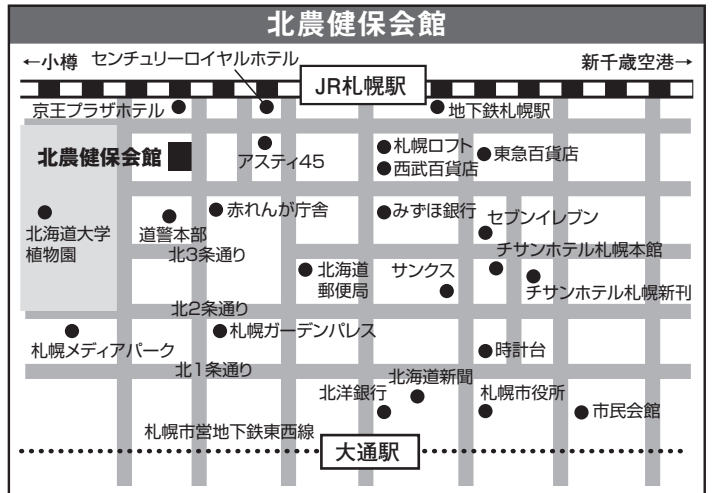 北農健保会館
←小樽
センチュリーロイヤルホテル
新千歳空港→
JR札幌駅
京王プラザホテル
地下鉄札幌駅
北農健保会館
アスティ45
札幌ロフト
西武百貨店
東急百貨店
北海道大学
植物園
道警本部
赤れんが庁舎
みずほ銀行
セブンイレブン
北3条通り
チサンホテル札幌本館
北海道
郵便局
サンクス
チサンホテル札幌新刊
北2条通り
札幌メディアパーク
札幌ガーデンパレス
時計台
北1条通り
北洋銀行
北海道新聞
札幌市役所
市民会館
札幌市営地下鉄東西線
大通駅